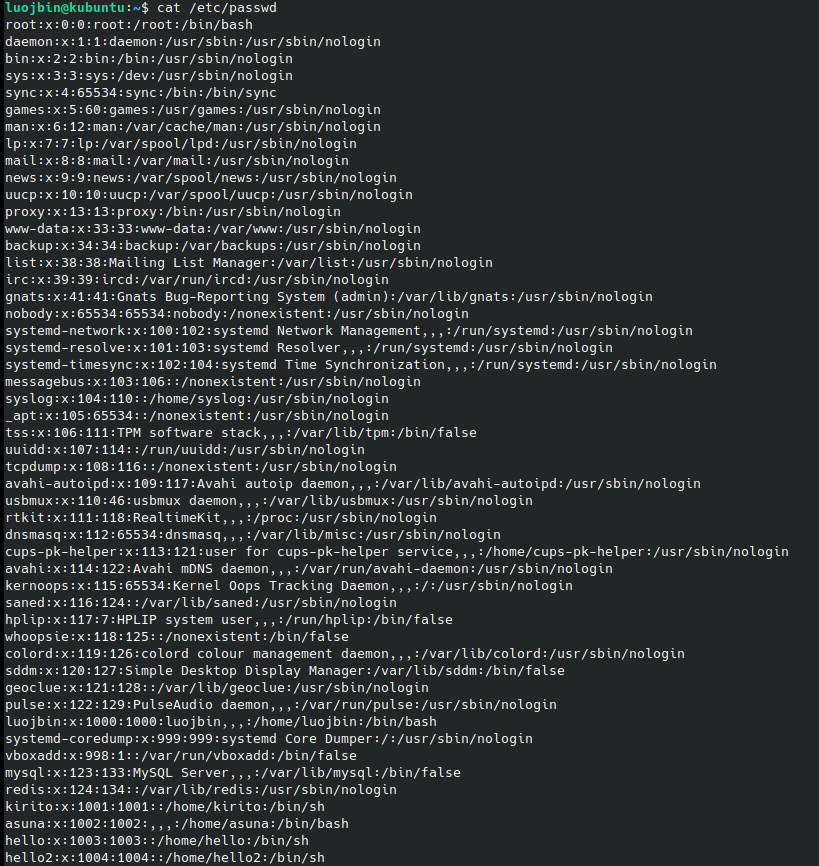 luojbin@kubuntu:~$ cat /etc/passwd
root:x:0:0:root:/root:/bin/bash
daemon:x:1:1:daemon:/usr/sbin:/usr/sbin/nologin
bin:x:2:2:bin:/bin:/usr/sbin/nologin
sys:x:3:3:sys:/dev:/usr/sbin/nologin
sync:x:4:65534:sync:/bin:/bin/sync
games:x:5:60:games:/usr/games:/usr/sbin/nologin
man:x:6:12:man:/var/cache/man:/usr/sbin/nologin
lp:x:7:7:lp:/var/spool/lpd:/usr/sbin/nologin
mail:x:8:8:mail:/var/mail:/usr/sbin/nologin
news:x:9:9:news:/var/spool/news:/usr/sbin/nologin
uucp:x:10:10:uucp:/var/spool/uucp:/usr/sbin/nologin
proxy:x:13:13:proxy:/bin:/usr/sbin/nologin
www-data:x:33:33:www-data:/var/www:/usr/sbin/nologin
backup:x:34:34:backup:/var/backups:/usr/sbin/nologin
list:x:38:38:Mailing List Manager:/var/list:/usr/sbin/nologin
irc:x:39:39:ircd:/var/run/ircd:/usr/sbin/nologin
gnats:x:41:41:Gnats Bug-Reporting System (admin):/var/lib/gnats:/usr/sbin/nologin
nobody:x:65534:65534:nobody:/nonexistent:/usr/sbin/nologin
systemd-network:x:100:102:systemd Network Management,,,:/run/systemd:/usr/sbin/nologin
systemd-resolve:x:101:103:systemd Resolver,,,:/run/systemd:/usr/sbin/nologin
systemd-timesync:x:102:104:systemd Time Synchronization,,,:/run/systemd:/usr/sbin/nologin
messagebus:x:103:106::/nonexistent:/usr/sbin/nologin
syslog:x:104:110::/home/syslog:/usr/sbin/nologin
_apt:x:105:65534::/nonexistent:/usr/sbin/nologin
tss:x:106:111:TPM software stack,,,:/var/lib/tpm:/bin/false
uuidd:x:107:114::/run/uuidd:/usr/sbin/nologin
tcpdump:x:108:116::/nonexistent:/usr/sbin/nologin
avahi-autoipd:x:109:117:Avahi autoip daemon,,,:/var/lib/avahi-autoipd:/usr/sbin/nologin
usbmux:x:110:46:usbmux daemon,,,:/var/lib/usbmux:/usr/sbin/nologin
rtkit:x:111:118:RealtimeKit,,,:/proc:/usr/sbin/nologin
dnsmasq:x:112:65534:dnsmasq,,,:/var/lib/misc:/usr/sbin/nologin
cups-pk-helper:x:113:121:user for cups-pk-helper service,,,:/home/cups-pk-helper:/usr/sbin/nologin
avahi:x:114:122:Avahi mDNS daemon,,,:/var/run/avahi-daemon:/usr/sbin/nologin
kernoops:x:115:65534:Kernel Oops Tracking Daemon,,,:/:/usr/sbin/nologin
saned:x:116:124::/var/lib/saned:/usr/sbin/nologin
hplip:x:117:7:HPLIP system user,,,:/run/hplip:/bin/false
whoopsie:x:118:125::/nonexistent:/bin/false
colord:x:119:126:colord colour management daemon,,,:/var/lib/colord:/usr/sbin/nologin
sddm:x:120:127:Simple Desktop Display Manager:/var/lib/sddm:/bin/false
geoclue:x:121:128::/var/lib/geoclue:/usr/sbin/nologin
pulse:x:122:129:PulseAudio daemon,,,:/var/run/pulse:/usr/sbin/nologin
luojbin:x:1000:1000:luojbin,,,:/home/luojbin:/bin/bash
systemd-coredump:x:999:999:systemd Core Dumper:/:/usr/sbin/nologin
vboxadd:x:998:1::/var/run/vboxadd:/bin/false
mysql:x:123:133:MySQL Server,,,:/var/lib/mysql:/bin/false
redis:x:124:134::/var/lib/redis:/usr/sbin/nologin
kirito:x:1001:1001::/home/kirito:/bin/sh
asuna:x:1002:1002:,,,:/home/asuna:/bin/bash
hello:x:1003:1003::/home/hello:/bin/sh
hello2:x:1004:1004::/home/hello2:/bin/sh